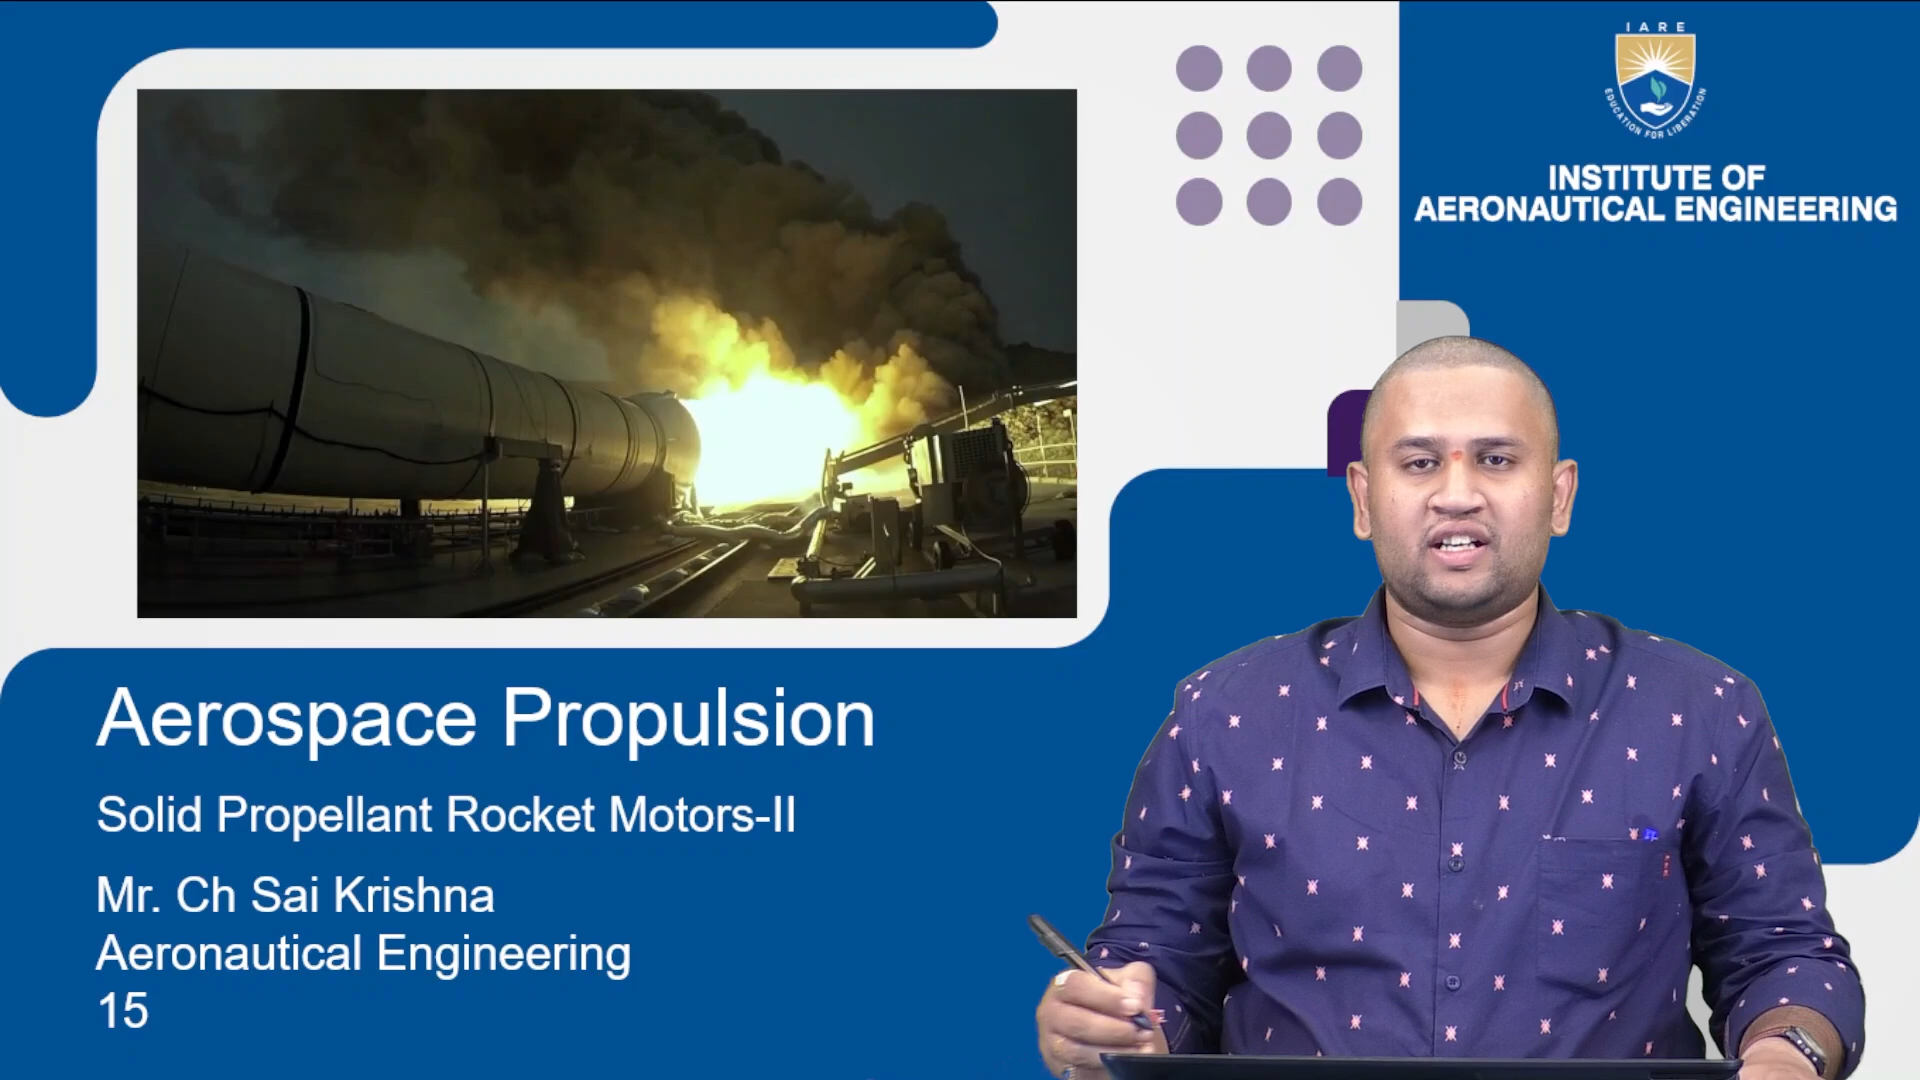 IARE
EDUCATION FOR LIBERATION
INSTITUTE OF
AERONAUTICAL ENGINEERING
Aerospace Propulsion
Solid Propellant Rocket Motors-II
Mr. Ch Sai Krishna
Aeronautical Engineering
15